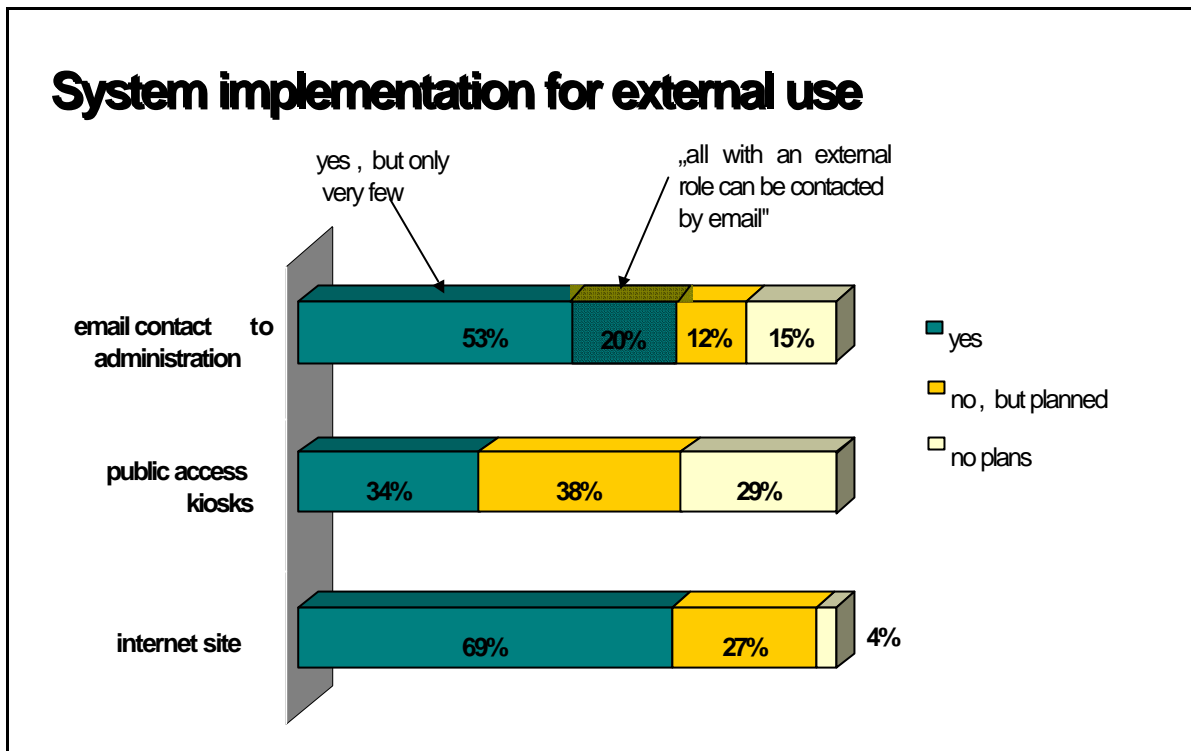 System implementation for external use
yes , but only
very few
„all with an external
role can be contacted
by email"
email contact to
administration
53%
20%
12%
15%
public access
kiosks
34%
38%
29%
internet site
69%
27%
4%
yes
no , but planned
no plans